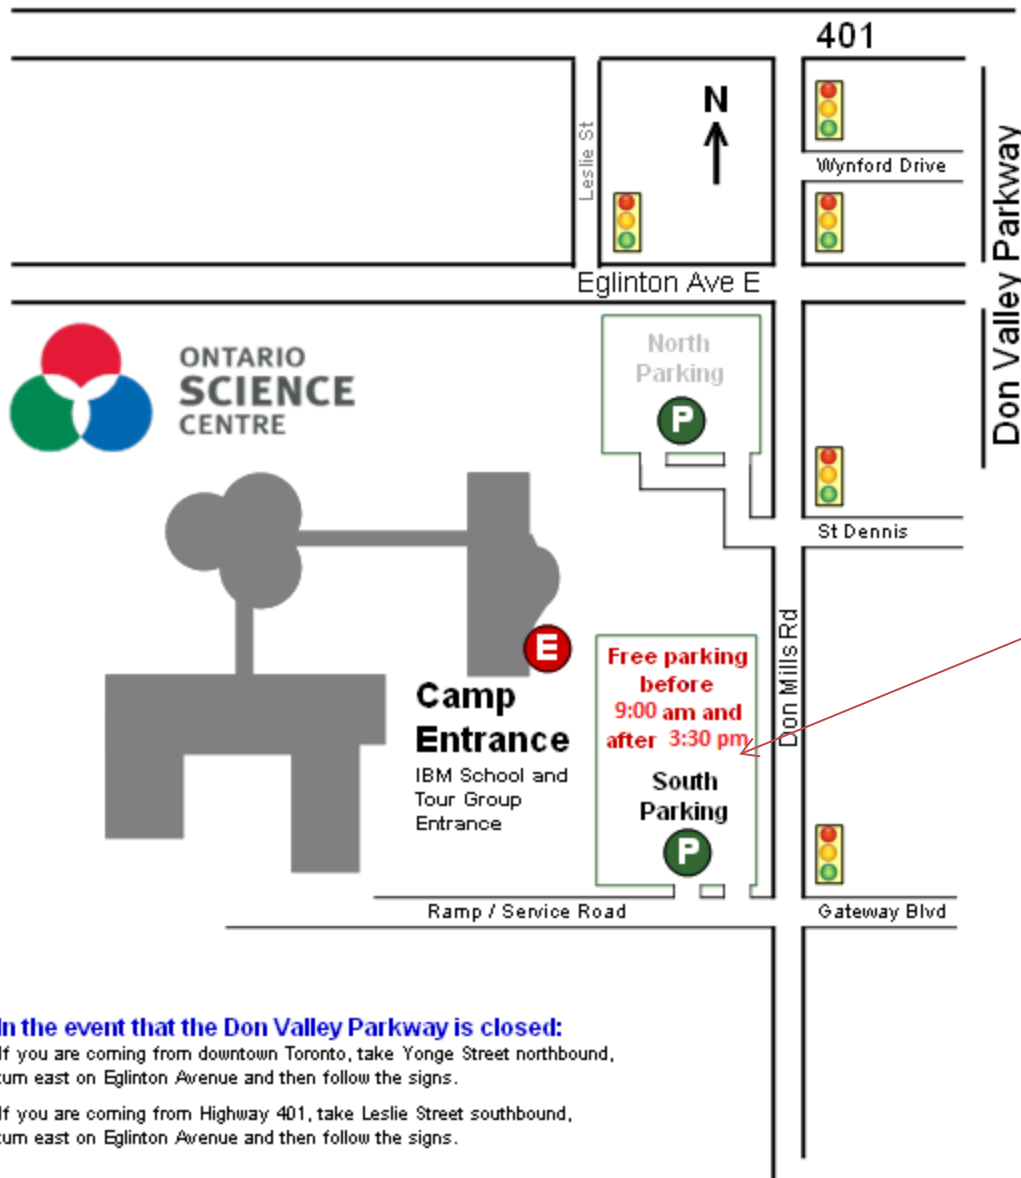 401
N
Leslie St
Wynford Drive
Don Valley Parkway
Eglinton Ave E
ONTARIO
SCIENCE
CENTRE
North
Parking
P
St Dennis
Don Mills Rd
E
Camp
Entrance
IBM School and
Tour Group
Entrance
Free parking
before
9:00 am and
after 3:30 pm
South
Parking
P
Ramp / Service Road
Gateway Blvd
In the event that the Don Valley Parkway is closed:
If you are coming from downtown Toronto, take Yonge Street northbound,
turn east on Eglinton Avenue and then follow the signs.
If you are coming from Highway 401, take Leslie Street southbound,
turn east on Eglinton Avenue and then follow the signs.